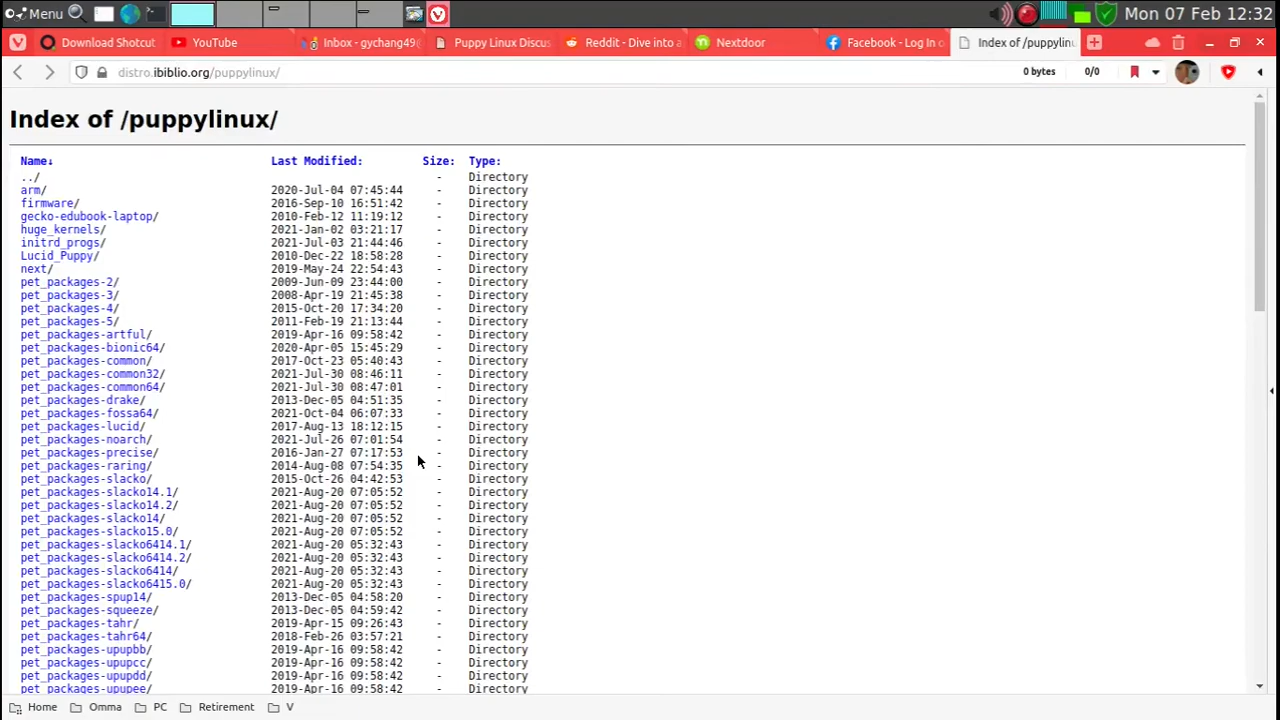 Menu Mon 07 Feb 12:32
Download Shotcut YouTube Inbox - gychang49@ Puppy Linux Discus Reddit - Dive into a Nextdoor Facebook - Log In o Index of /puppylinu
distro.ibiblio.org/puppylinux/ 0 bytes 0/0
Index of /puppylinux/
Name↓ Last Modified: Size: Type:
../ - Directory
arm/ 2020-Jul-04 07:45:44 - Directory
firmware/ 2016-Sep-10 16:51:42 - Directory
gecko-edubook-laptop/ 2010-Feb-12 11:19:12 - Directory
huge_kernels/ 2021-Jan-02 03:21:17 - Directory
initrd_progs/ 2021-Jul-03 21:44:46 - Directory
Lucid_Puppy/ 2010-Dec-22 18:58:28 - Directory
next/ 2019-May-24 22:54:43 - Directory
pet_packages-2/ 2009-Jun-09 23:44:00 - Directory
pet_packages-3/ 2008-Apr-19 21:45:38 - Directory
pet_packages-4/ 2015-Oct-20 17:34:20 - Directory
pet_packages-5/ 2011-Feb-19 21:13:44 - Directory
pet_packages-artful/ 2019-Apr-16 09:58:42 - Directory
pet_packages-bionic64/ 2020-Apr-05 15:45:29 - Directory
pet_packages-common/ 2017-Oct-23 05:40:43 - Directory
pet_packages-common32/ 2021-Jul-30 08:46:11 - Directory
pet_packages-common64/ 2021-Jul-30 08:47:01 - Directory
pet_packages-drake/ 2013-Dec-05 04:51:35 - Directory
pet_packages-fossa64/ 2021-Oct-04 06:07:33 - Directory
pet_packages-lucid/ 2017-Aug-13 18:12:15 - Directory
pet_packages-noarch/ 2021-Jul-26 07:01:54 - Directory
pet_packages-precise/ 2016-Jan-27 07:17:53 - Directory
pet_packages-raring/ 2014-Aug-08 07:54:35 - Directory
pet_packages-slacko/ 2015-Oct-26 04:42:53 - Directory
pet_packages-slacko14.1/ 2021-Aug-20 07:05:52 - Directory
pet_packages-slacko14.2/ 2021-Aug-20 07:05:52 - Directory
pet_packages-slacko14/ 2021-Aug-20 07:05:52 - Directory
pet_packages-slacko15.0/ 2021-Aug-20 07:05:52 - Directory
pet_packages-slacko6414.1/ 2021-Aug-20 05:32:43 - Directory
pet_packages-slacko6414.2/ 2021-Aug-20 05:32:43 - Directory
pet_packages-slacko6414/ 2021-Aug-20 05:32:43 - Directory
pet_packages-slacko6415.0/ 2021-Aug-20 05:32:43 - Directory
pet_packages-spup14/ 2013-Dec-05 04:58:20 - Directory
pet_packages-squeeze/ 2013-Dec-05 04:59:42 - Directory
pet_packages-tahr/ 2019-Apr-15 09:26:43 - Directory
pet_packages-tahr64/ 2018-Feb-26 03:57:21 - Directory
pet_packages-upupbb/ 2019-Apr-16 09:58:42 - Directory
pet_packages-upupcc/ 2019-Apr-16 09:58:42 - Directory
pet_packages-upupdd/ 2019-Apr-16 09:58:42 - Directory
pet_packages-upupee/ 2019-Apr-16 09:58:42 - Directory
Home Omma PC Retirement V